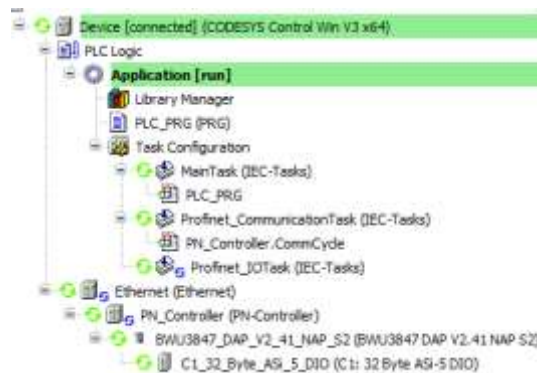 Device [connected] (CODESYS Control Win V3 x64)
PLC Logic
Application [run]
Library Manager
PLC_PRG (PRG)
Task Configuration
MainTask (IEC-Tasks)
PLC_PRG
Profinet_CommunicationTask (IEC-Tasks)
PN_Controller.CommCycle
Profinet_IOTask (IEC-Tasks)
Ethernet (Ethernet)
PN_Controller (PN-Controller)
BWU3847_DAP_V2_41_NAP_S2 (BWU3847 DAP V2.41 NAP S2)
C1_32_Byte_ASi_5_DIO (C1: 32 Byte ASi-5 DIO)